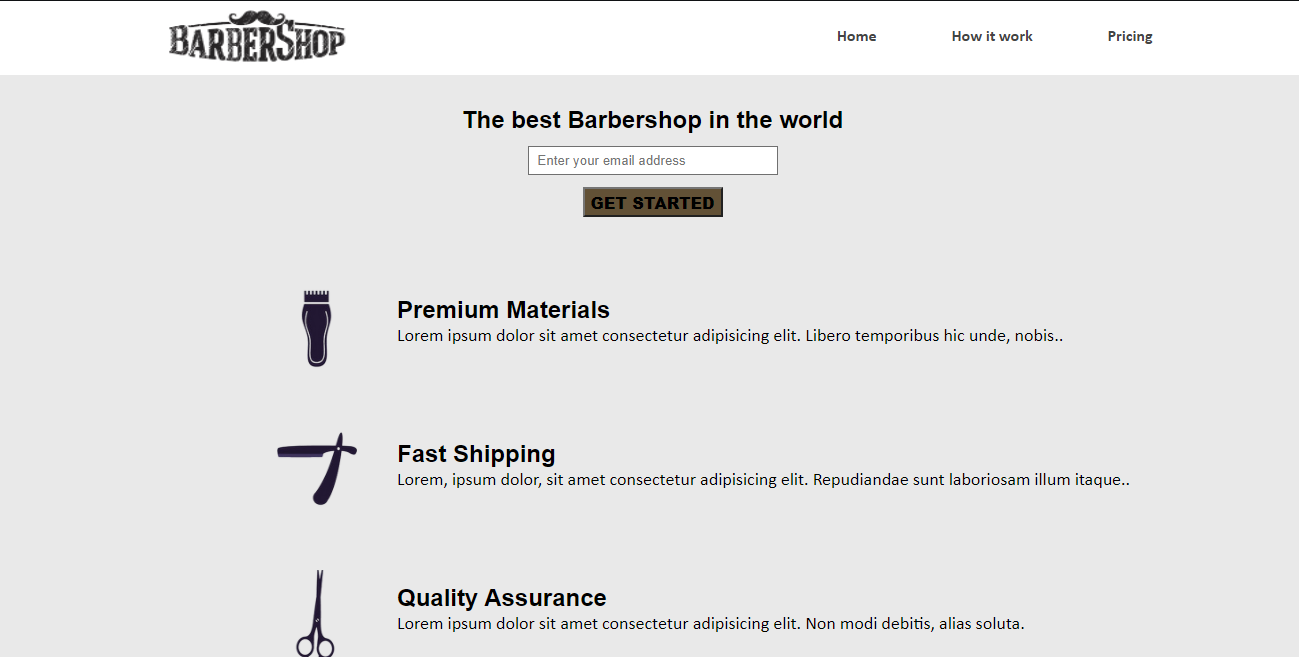 BARBERSHOP
Home How it work Pricing
The best Barbershop in the world
Enter your email address
GET STARTED
Premium Materials
Lorem ipsum dolor sit amet consectetur adipisicing elit. Libero temporibus hic unde, nobis..
Fast Shipping
Lorem, ipsum dolor, sit amet consectetur adipisicing elit. Repudiandae sunt laboriosam illum itaque..
Quality Assurance
Lorem ipsum dolor sit amet consectetur adipisicing elit. Non modi debitis, alias soluta.